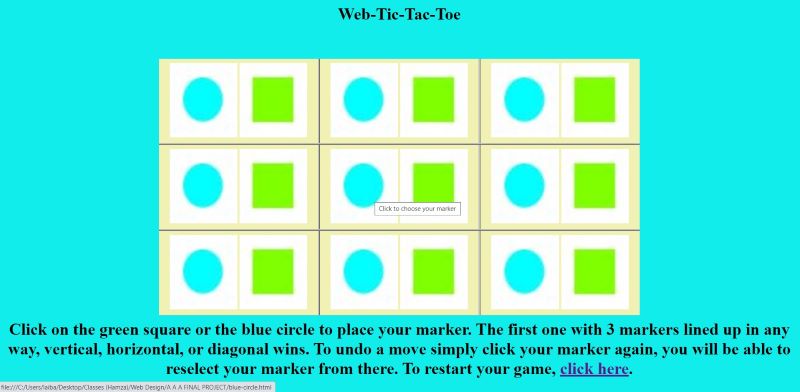 Web-Tic-Tac-Toe
Click to choose your marker
Click on the green square or the blue circle to place your marker. The first one with 3 markers lined up in any
way, vertical, horizontal, or diagonal wins. To undo a move simply click your marker again, you will be able to
reselect your marker from there. To restart your game, click here.
file:///C:/Users/laiba/Desktop/Classes (Hamza)/Web Design/A A A FINAL PROJECT/blue-circle.html